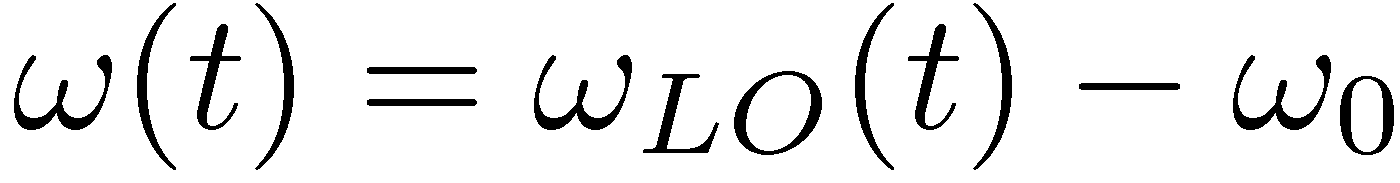 ω(t) = ω_{LO}(t) − ω_0